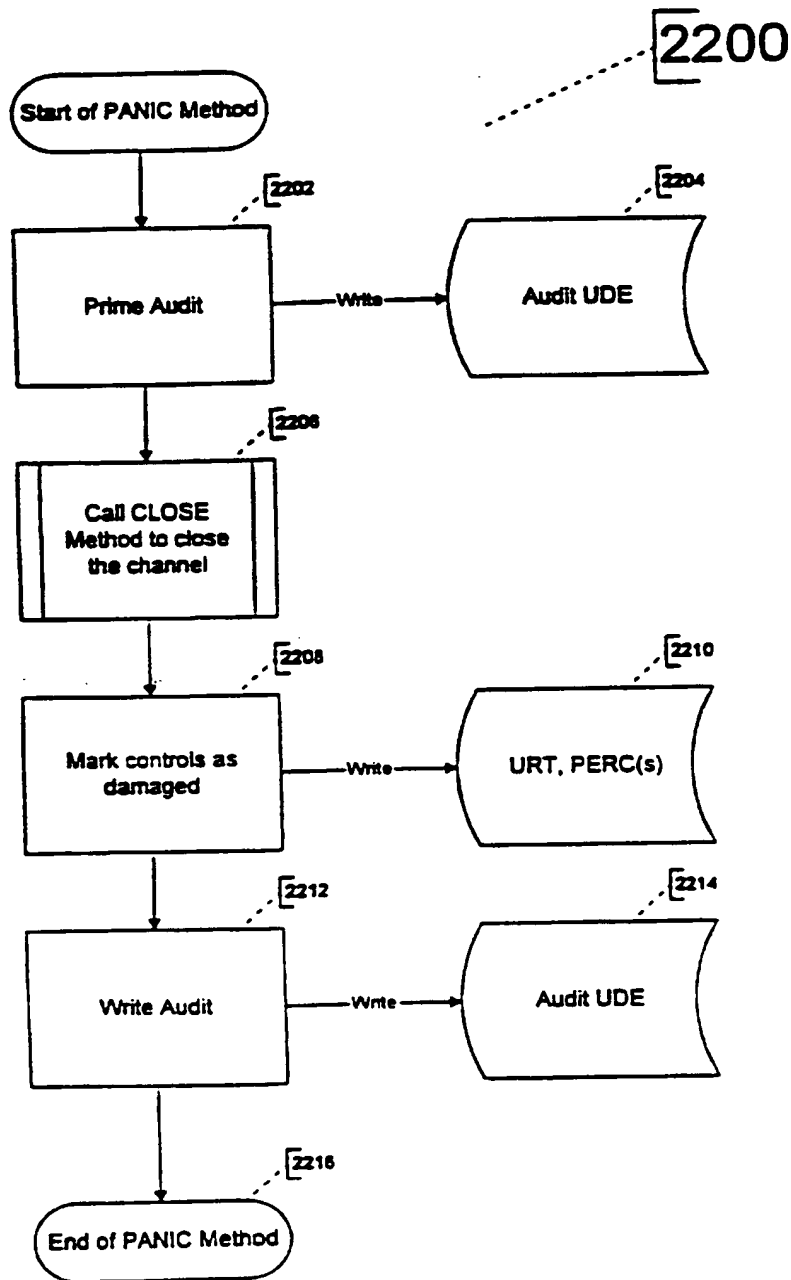 2200
Start of PANIC Method
2202
2204
Prime Audit
Write
Audit UDE
2206
Call CLOSE
Method to close
the channel
2208
2210
Mark controls as
damaged
Write
URT, PERC(s)
2212
2214
Write Audit
Write
Audit UDE
2216
End of PANIC Method